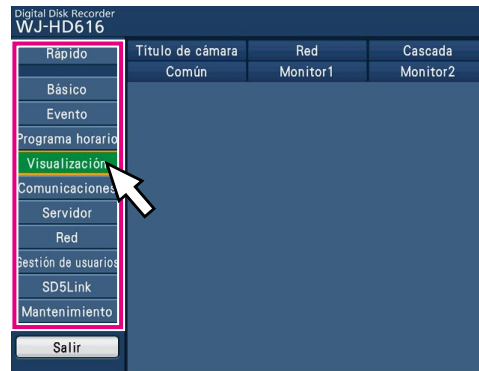 Digital Disk Recorder
WJ-HD616
Rápido
Título de cámara Red Cascada
Común Monitor1 Monitor2
Básico
Evento
Programa horario
Visualización
Comunicaciones
Servidor
Red
Gestión de usuarios
SD5Link
Mantenimiento
Salir